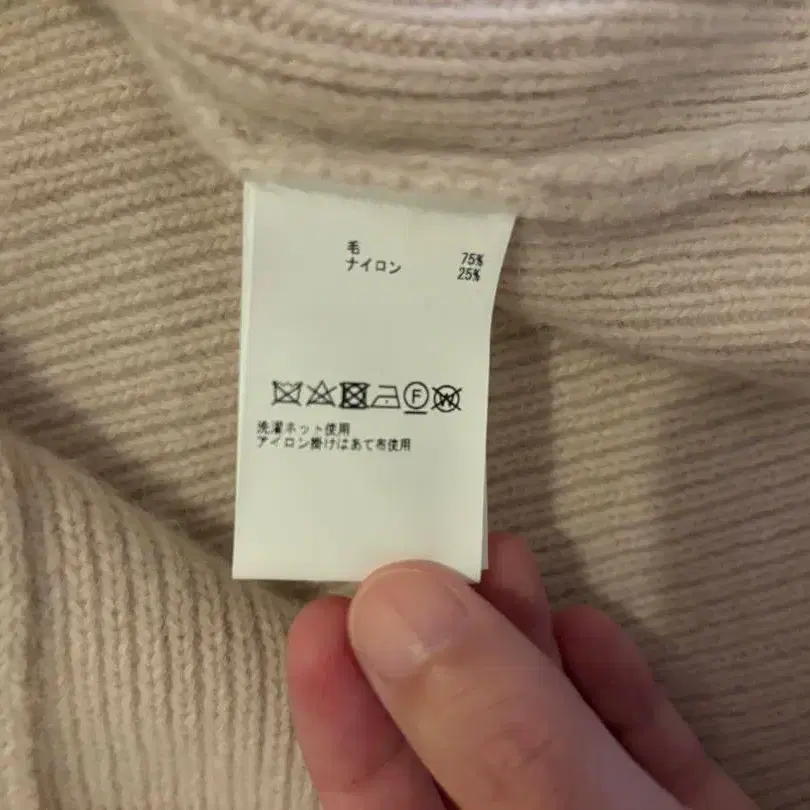 毛 75%
ナイロン 25%
F W
洗濯ネット使用
アイロン掛けはあて布使用